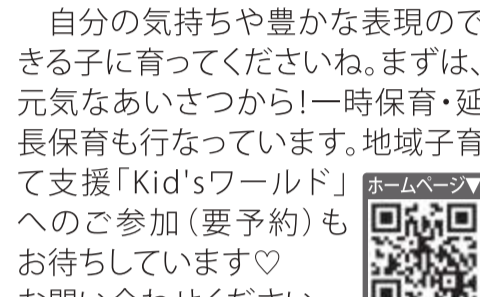 自分の気持ちや豊かな表現ので
きる子に育ってくださいね。まずは、
元気なあいさつから!一時保育・延
長保育も行なっています。地域子育
て支援「Kid'sワールド」
ホームページ▼
へのご参加(要予約)も
お待ちしています♡